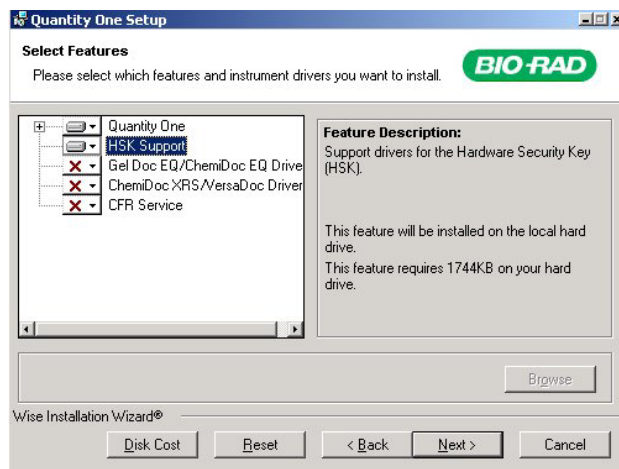 Quantity One Setup
Select Features
Please select which features and instrument drivers you want to install.
BIO-RAD
Quantity One
HSK Support
Gel Doc EQ/ChemiDoc EQ Drive
ChemiDoc XRS/VersaDoc Driver
CFR Service
Feature Description:
Support drivers for the Hardware Security Key
(HSK).
This feature will be installed on the local hard
drive.
This feature requires 1744KB on your hard
drive.
Browse
Wise Installation Wizard®
Disk Cost
Reset
< Back
Next >
Cancel